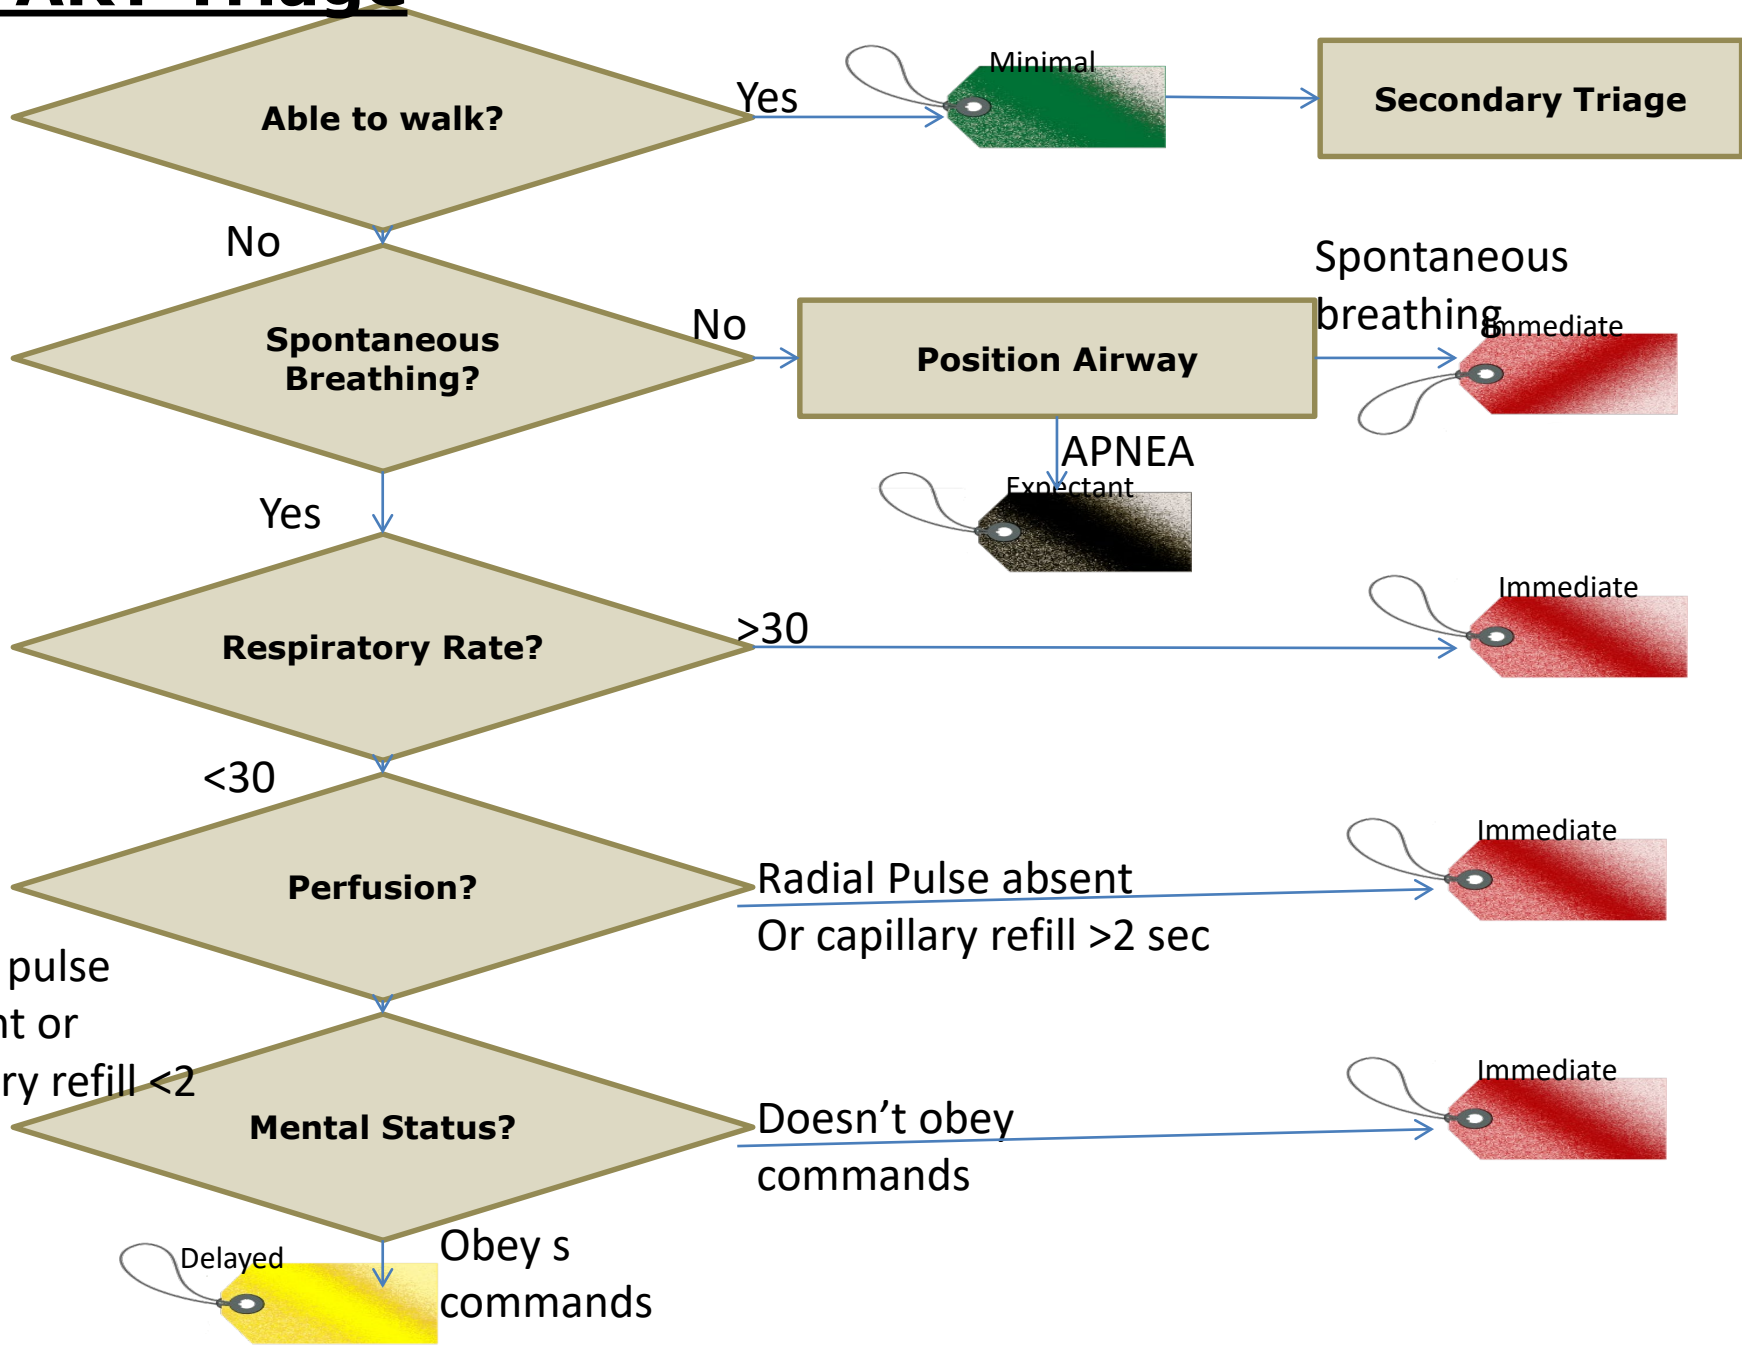 Triage
Able to walk?
Yes
Minimal
Secondary Triage
No
Spontaneous
Breathing?
No
Position Airway
Spontaneous
breathing
Immediate
APNEA
Expectant
Yes
Respiratory Rate?
>30
Immediate
<30
Perfusion?
Radial Pulse absent
Or capillary refill >2 sec
Immediate
pulse
or
refill <2
Mental Status?
Doesn’t obey
commands
Immediate
Delayed
Obey s
commands